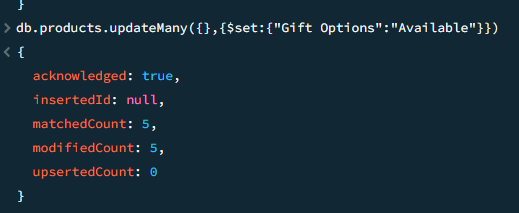 }
> db.products.updateMany({},{$set:{"Gift Options":"Available"}})
< {
acknowledged: true,
insertedId: null,
matchedCount: 5,
modifiedCount: 5,
upsertedCount: 0
}